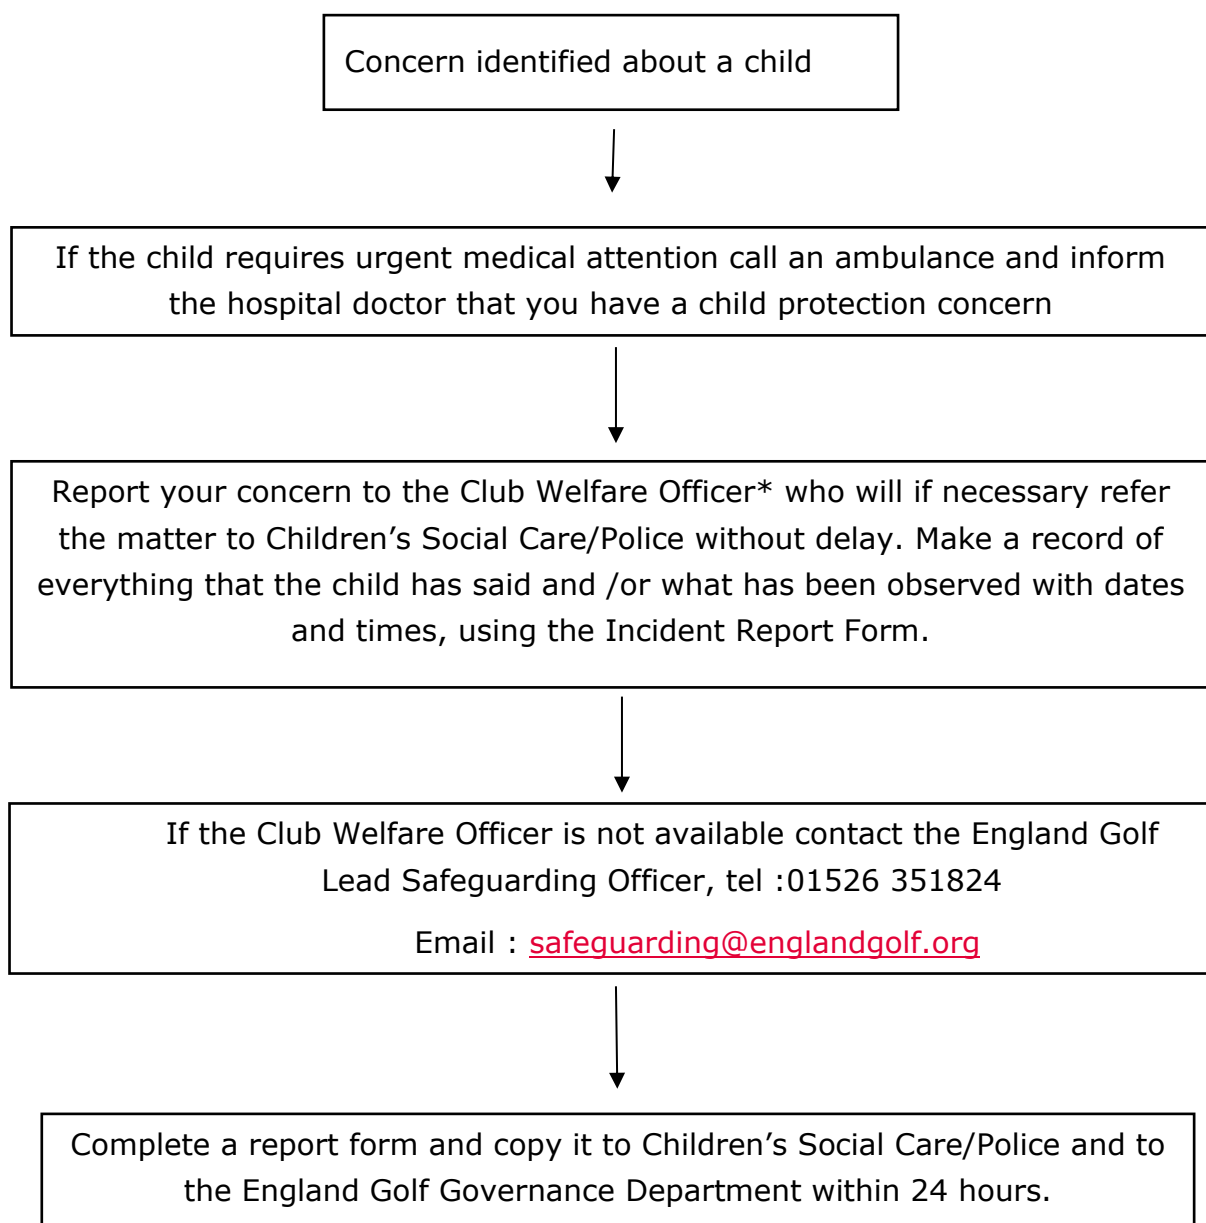 Concern identified about a child
If the child requires urgent medical attention call an ambulance and inform
the hospital doctor that you have a child protection concern
Report your concern to the Club Welfare Officer* who will if necessary refer
the matter to Children’s Social Care/Police without delay. Make a record of
everything that the child has said and /or what has been observed with dates
and times, using the Incident Report Form.
If the Club Welfare Officer is not available contact the England Golf
Lead Safeguarding Officer, tel :01526 351824
Email : safeguarding@englandgolf.org
Complete a report form and copy it to Children’s Social Care/Police and to
the England Golf Governance Department within 24 hours.